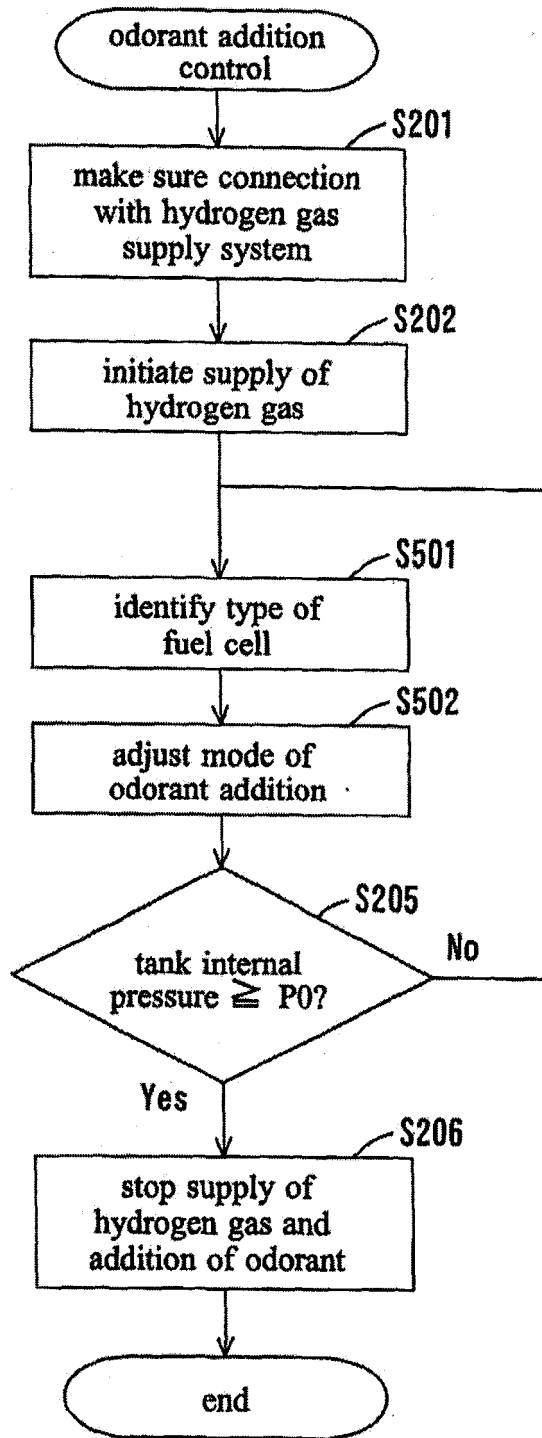 odorant addition
control
S201
make sure connection
with hydrogen gas
supply system
S202
initiate supply of
hydrogen gas
S501
identify type of
fuel cell
S502
adjust mode of
odorant addition
S205
tank internal
pressure ≧ P0?
No
Yes
S206
stop supply of
hydrogen gas and
addition of odorant
end